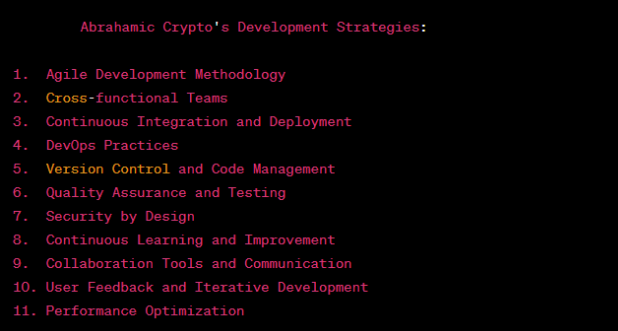 Abrahamic Crypto's Development Strategies:
1. Agile Development Methodology
2. Cross-functional Teams
3. Continuous Integration and Deployment
4. DevOps Practices
5. Version Control and Code Management
6. Quality Assurance and Testing
7. Security by Design
8. Continuous Learning and Improvement
9. Collaboration Tools and Communication
10. User Feedback and Iterative Development
11. Performance Optimization